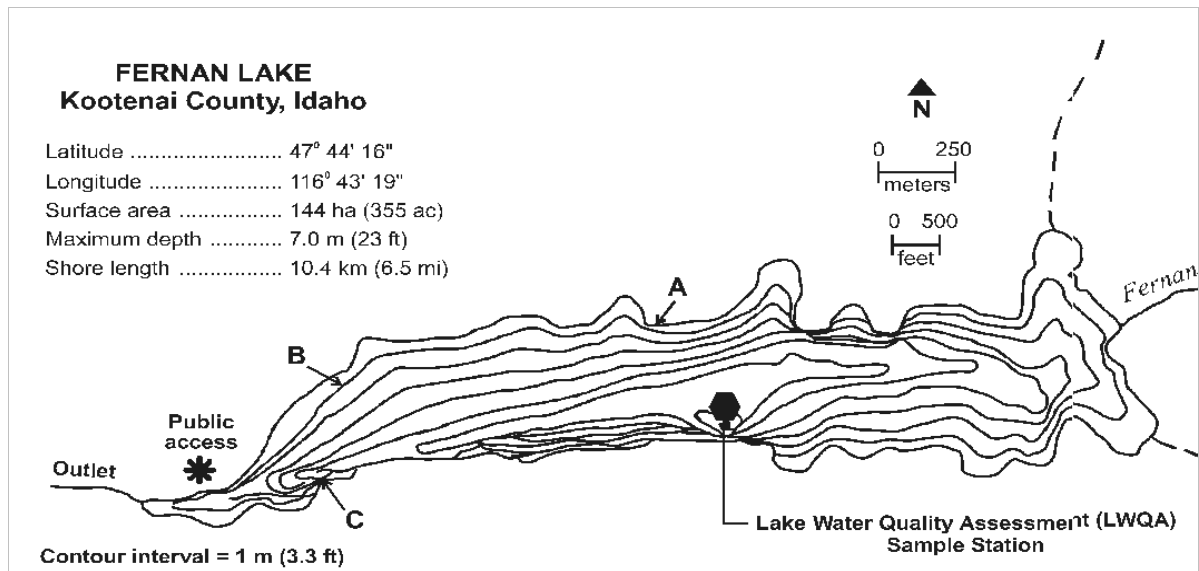 FERNAN LAKE
Kootenai County, Idaho
Latitude ......................... 47° 44' 16"
Longitude ...................... 116° 43' 19"
Surface area ................. 144 ha (355 ac)
Maximum depth ............ 7.0 m (23 ft)
Shore length ................. 10.4 km (6.5 mi)
N
0 250
meters
0 500
feet
A
B
Fernan
Public
access
Outlet
C
Lake Water Quality Assessment (LWQA)
Sample Station
Contour interval = 1 m (3.3 ft)